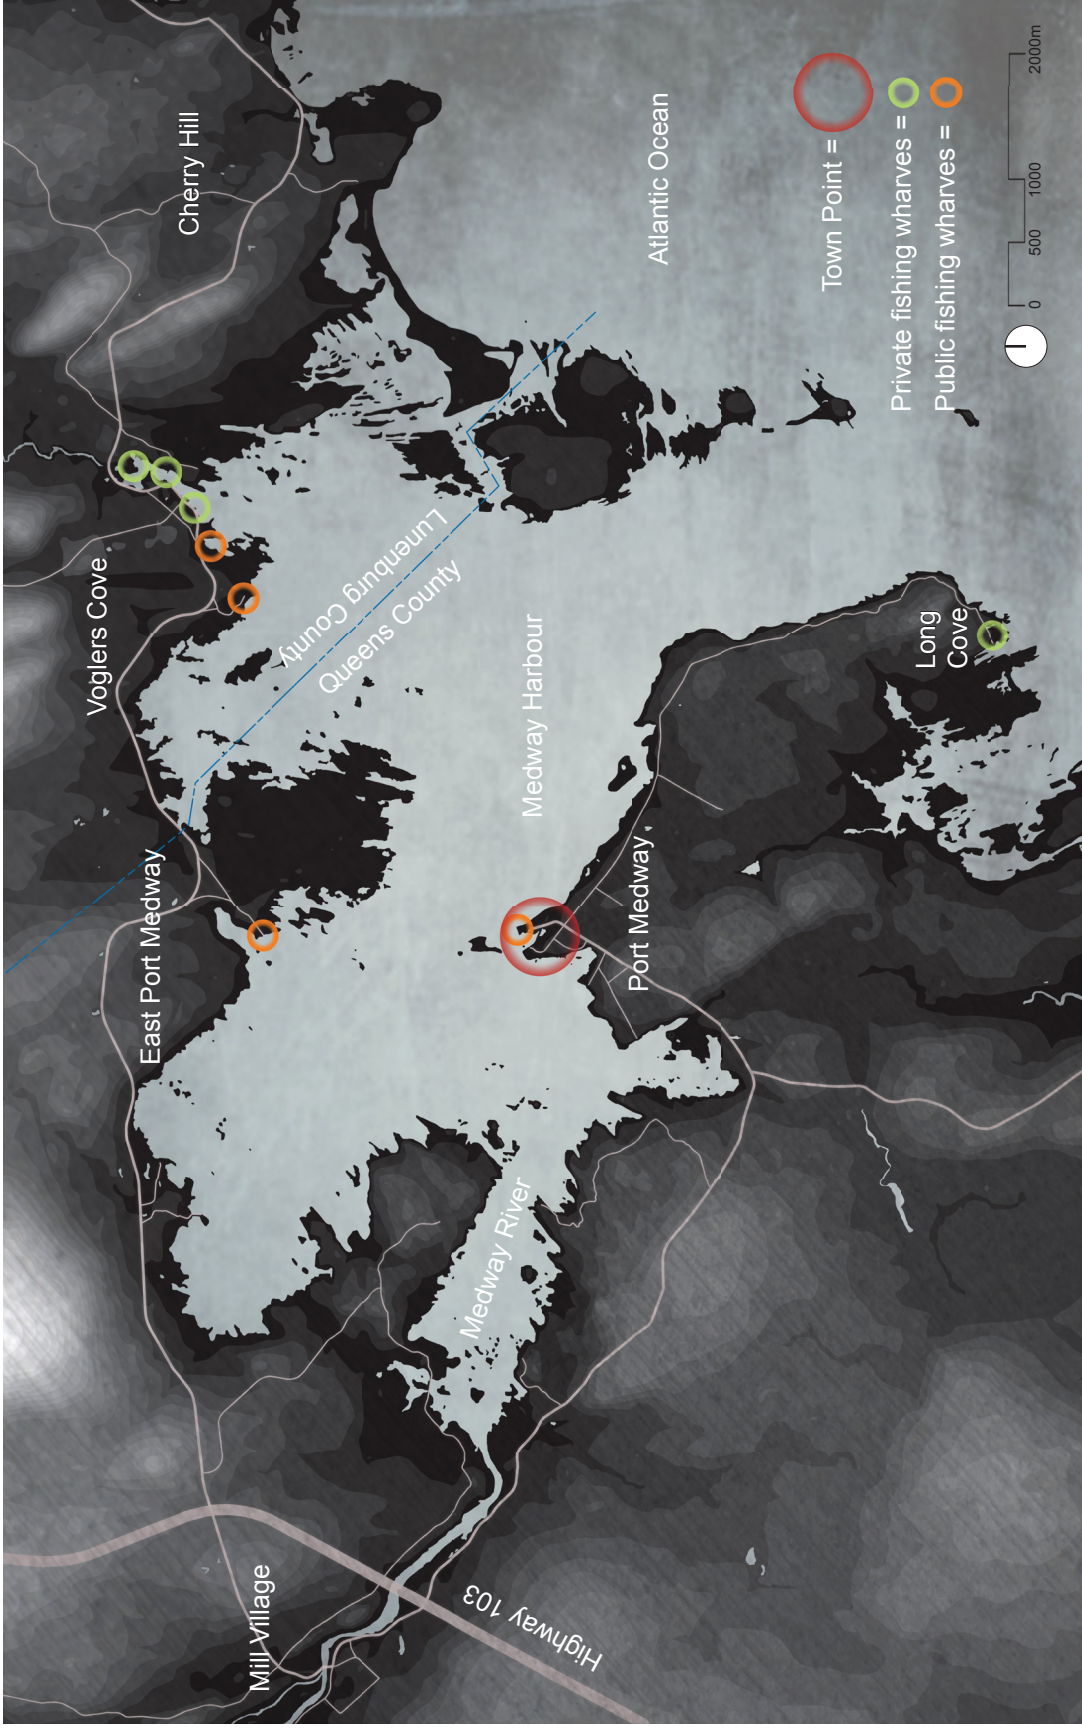 Cherry Hill
Atlantic Ocean
Town Point =
Private fishing wharves =
Public fishing wharves =
0
500
1000
2000m
Voglers Cove
Lunenburg County
Queens County
Medway Harbour
Long
Cove
East Port Medway
Port Medway
Medway River
Mill Village
Highway 103